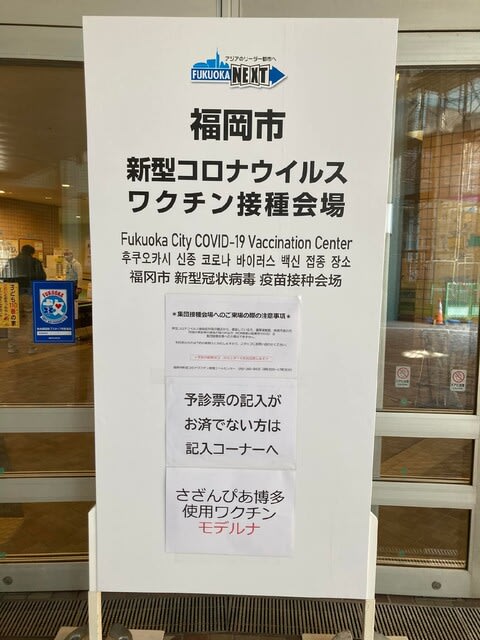 アジアのリーダー都市へ
FUKUOKA NEXT
福岡市
新型コロナウイルス
ワクチン接種会場
Fukuoka City COVID-19 Vaccination Center
후쿠오카시 신종 코로나 바이러스 백신 접종 장소
福冈市 新型冠状病毒 疫苗接种会场
＊集団接種会場へのご来場の際の注意事項＊
予診票の記入が
お済でない方は
記入コーナーへ
さざんぴあ博多
使用ワクチン
モデルナ
FUKUOKA